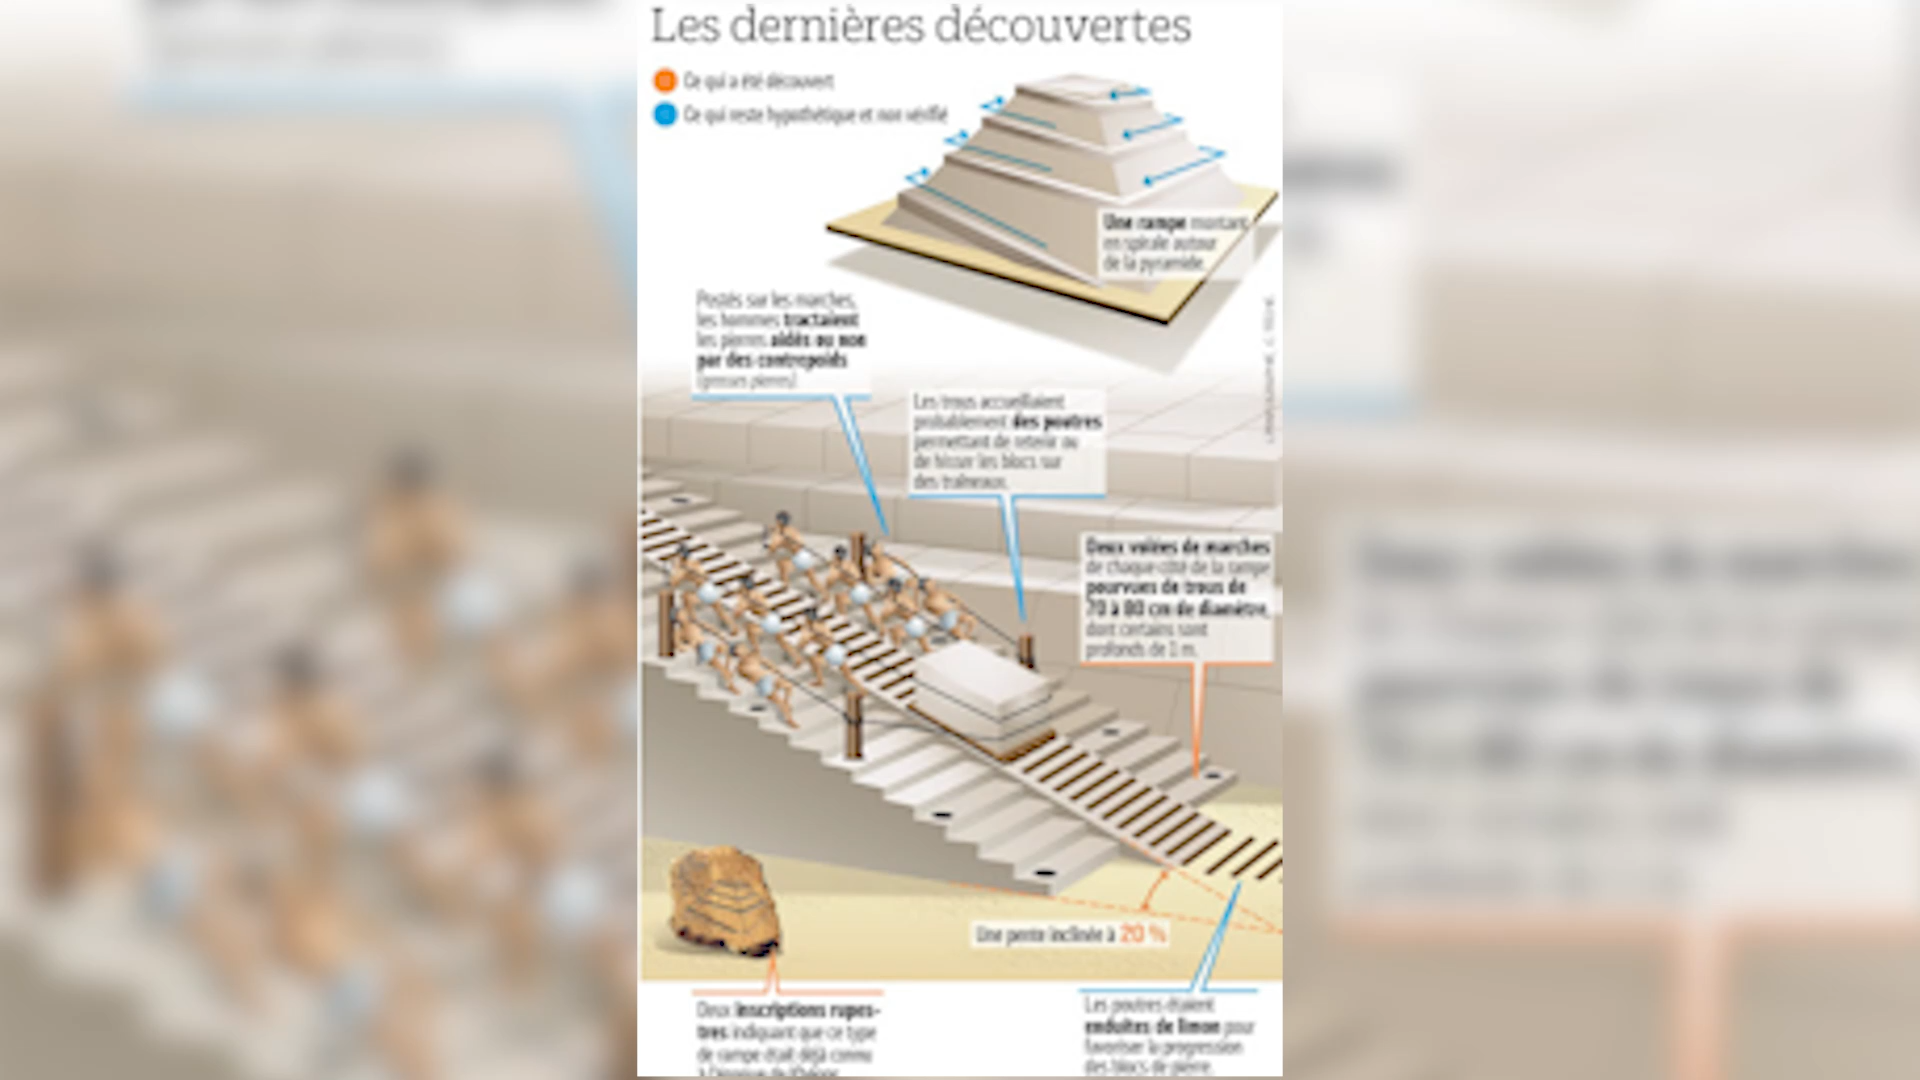 Les dernières découvertes
Ce qui a été découvert
Ce qui reste hypothétique et non vérifié
Une rampe montant
en spirale autour
de la pyramide.
Postés sur les marches,
les hommes tractaient
les pierres aidés ou non
par des contrepoids
(grosses pierres)
Les trous accueillaient
probablement des poutres
permettant de retenir ou
de hisser les blocs sur
des traîneaux.
Deux volées de marches
de chaque côté de la rampe
pourvues de trous de
70 à 80 cm de diamètre,
dont certains sont
profonds de 1 m.
Une pente inclinée à 20 %
Deux inscriptions rupes-
tres indiquant que ce type
de rampe était déjà connu
Les poutres étaient
enduites de limon pour
favoriser la progression
des blocs de pierre.